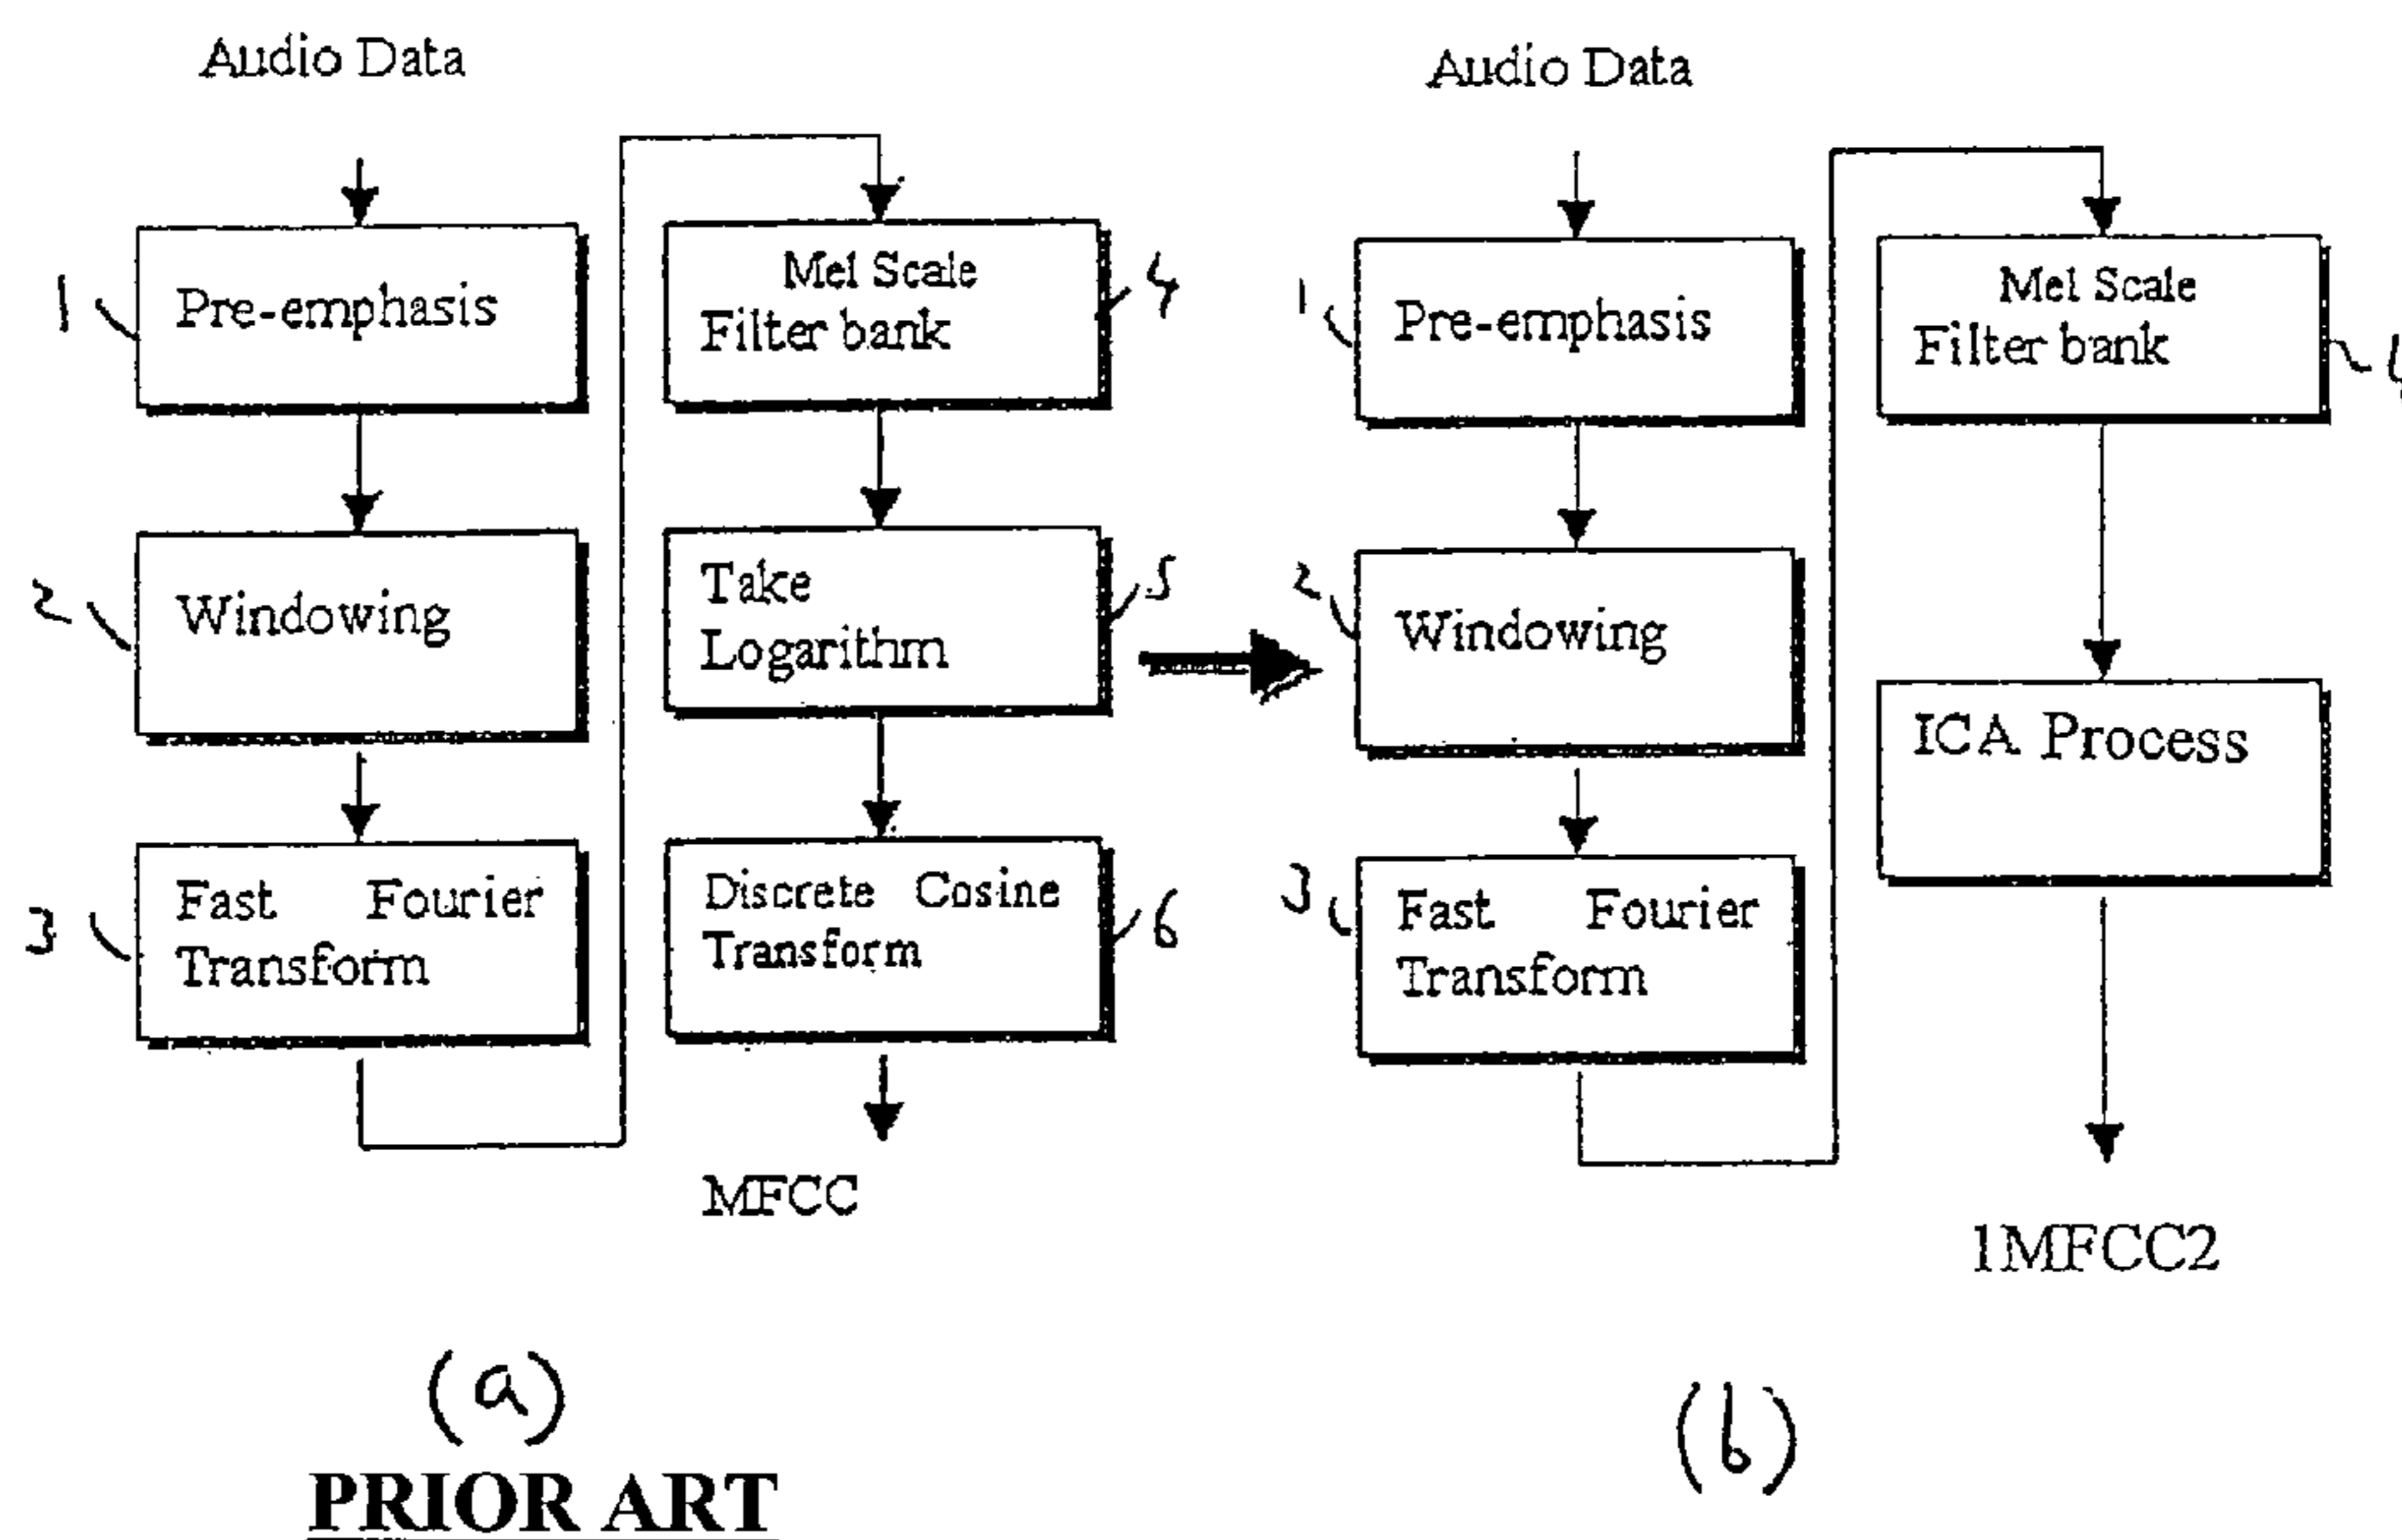 Audio Data
1
Pre-emphasis
2
Windowing
3
Fast Fourier
Transform
Mel Scale
Filter bank
4
Take
Logarithm
5
Discrete Cosine
Transform
6
MFCC
(a)
PRIOR ART
Audio Data
1
Pre-emphasis
2
Windowing
3
Fast Fourier
Transform
Mel Scale
Filter bank
4
ICA Process
1MFCC2
(b)